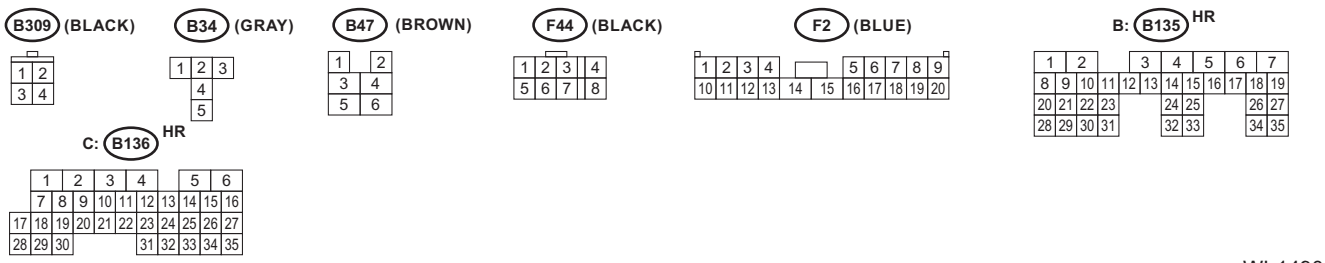 B309 (BLACK) B34 (GRAY) B47 (BROWN) F44 (BLACK) F2 (BLUE) B: B135 HR
1 2
3 4
1 2 3
4
5
1 2
3 4
5 6
1 2 3 4
5 6 7 8
1 2 3 4 5 6 7 8 9
10 11 12 13 14 15 16 17 18 19 20
1 2 3 4 5 6 7
8 9 10 11 12 13 14 15 16 17 18 19
20 21 22 23 24 25 26 27
28 29 30 31 32 33 34 35
C: B136 HR
1 2 3 4 5 6
7 8 9 10 11 12 13 14 15 16
17 18 19 20 21 22 23 24 25 26 27
28 29 30 31 32 33 34 35